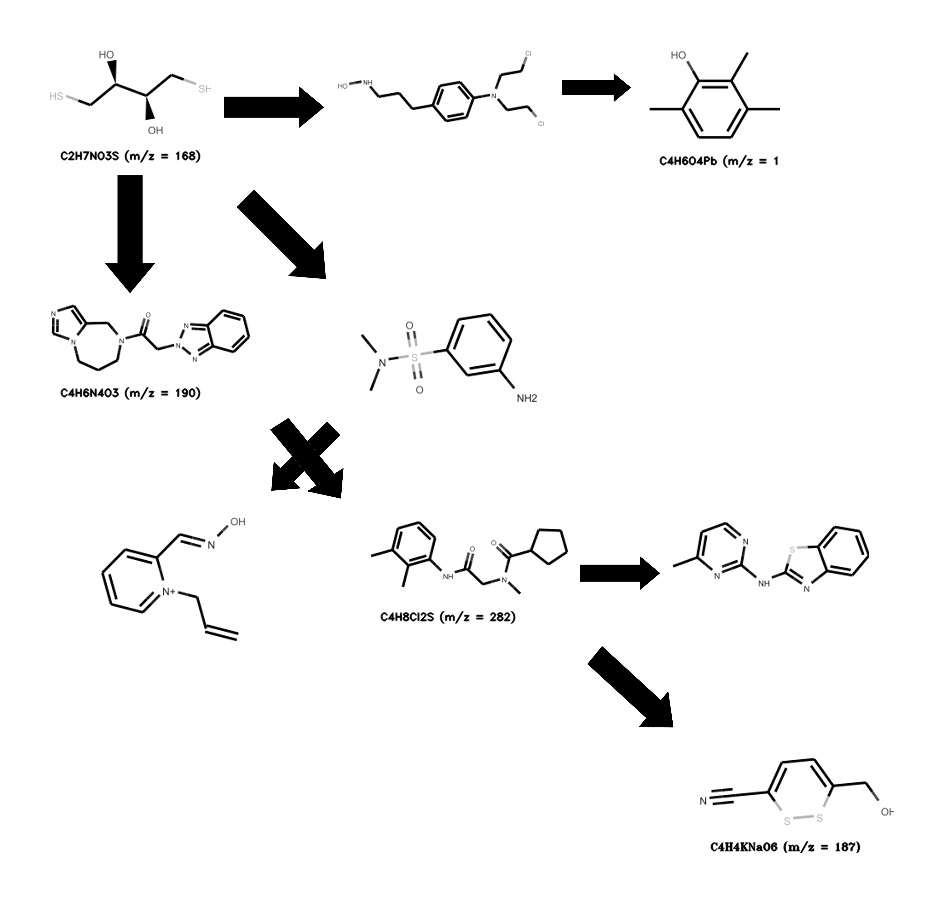 HO
HS
SH
OH
C2H7NO3S (m/z = 168)
HO
NH
N
Cl
Cl
HO
C4H6O4Pb (m/z = 1
N
N
N
O
N
N
N
C4H6N4O3 (m/z = 190)
O
N
S
O
NH2
OH
N
N+
O
NH
O
N
C4H8Cl2S (m/z = 282)
N
N
NH
S
N
N
S
S
OH
C4H4KNaO6 (m/z = 187)